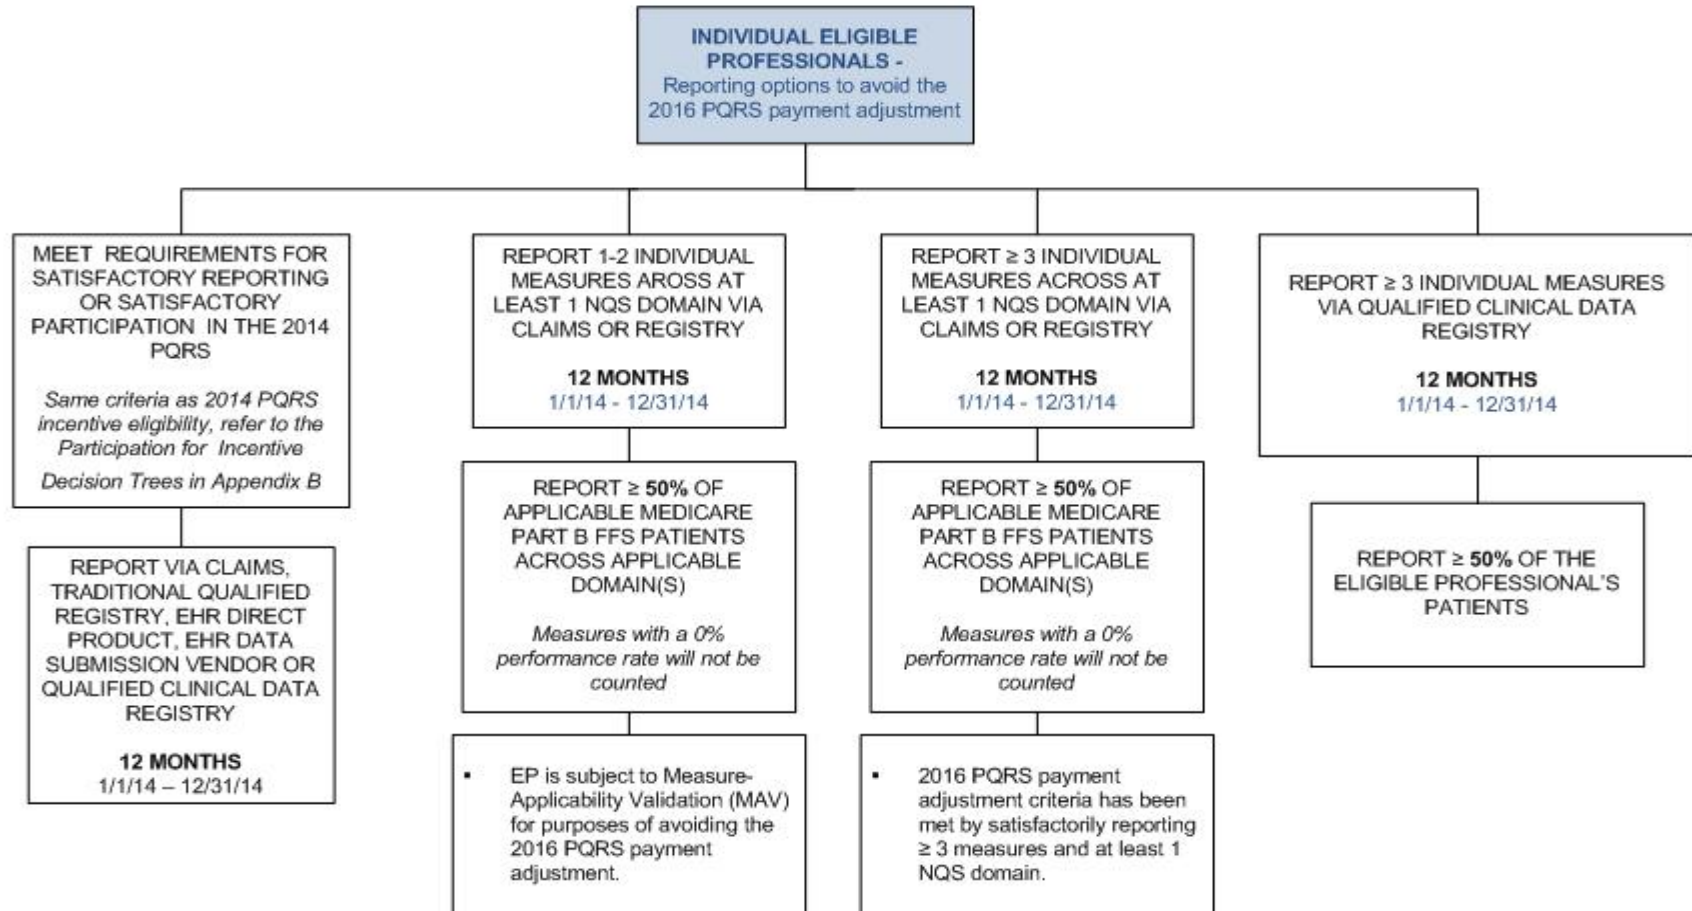 INDIVIDUAL ELIGIBLE
PROFESSIONALS -
Reporting options to avoid the
2016 PQRS payment adjustment
MEET REQUIREMENTS FOR
SATISFACTORY REPORTING
OR SATISFACTORY
PARTICIPATION IN THE 2014
PQRS
Same criteria as 2014 PQRS
incentive eligibility, refer to the
Participation for Incentive
Decision Trees in Appendix B
REPORT VIA CLAIMS,
TRADITIONAL QUALIFIED
REGISTRY, EHR DIRECT
PRODUCT, EHR DATA
SUBMISSION VENDOR OR
QUALIFIED CLINICAL DATA
REGISTRY
12 MONTHS
1/1/14 – 12/31/14
REPORT 1-2 INDIVIDUAL
MEASURES AROSS AT
LEAST 1 NQS DOMAIN VIA
CLAIMS OR REGISTRY
12 MONTHS
1/1/14 - 12/31/14
REPORT ≥ 50% OF
APPLICABLE MEDICARE
PART B FFS PATIENTS
ACROSS APPLICABLE
DOMAIN(S)
Measures with a 0%
performance rate will not be
counted
▪ EP is subject to Measure-
Applicability Validation (MAV)
for purposes of avoiding the
2016 PQRS payment
adjustment.
REPORT ≥ 3 INDIVIDUAL
MEASURES ACROSS AT
LEAST 1 NQS DOMAIN VIA
CLAIMS OR REGISTRY
12 MONTHS
1/1/14 - 12/31/14
REPORT ≥ 50% OF
APPLICABLE MEDICARE
PART B FFS PATIENTS
ACROSS APPLICABLE
DOMAIN(S)
Measures with a 0%
performance rate will not be
counted
▪ 2016 PQRS payment
adjustment criteria has been
met by satisfactorily reporting
≥ 3 measures and at least 1
NQS domain.
REPORT ≥ 3 INDIVIDUAL MEASURES
VIA QUALIFIED CLINICAL DATA
REGISTRY
12 MONTHS
1/1/14 - 12/31/14
REPORT ≥ 50% OF THE
ELIGIBLE PROFESSIONAL'S
PATIENTS